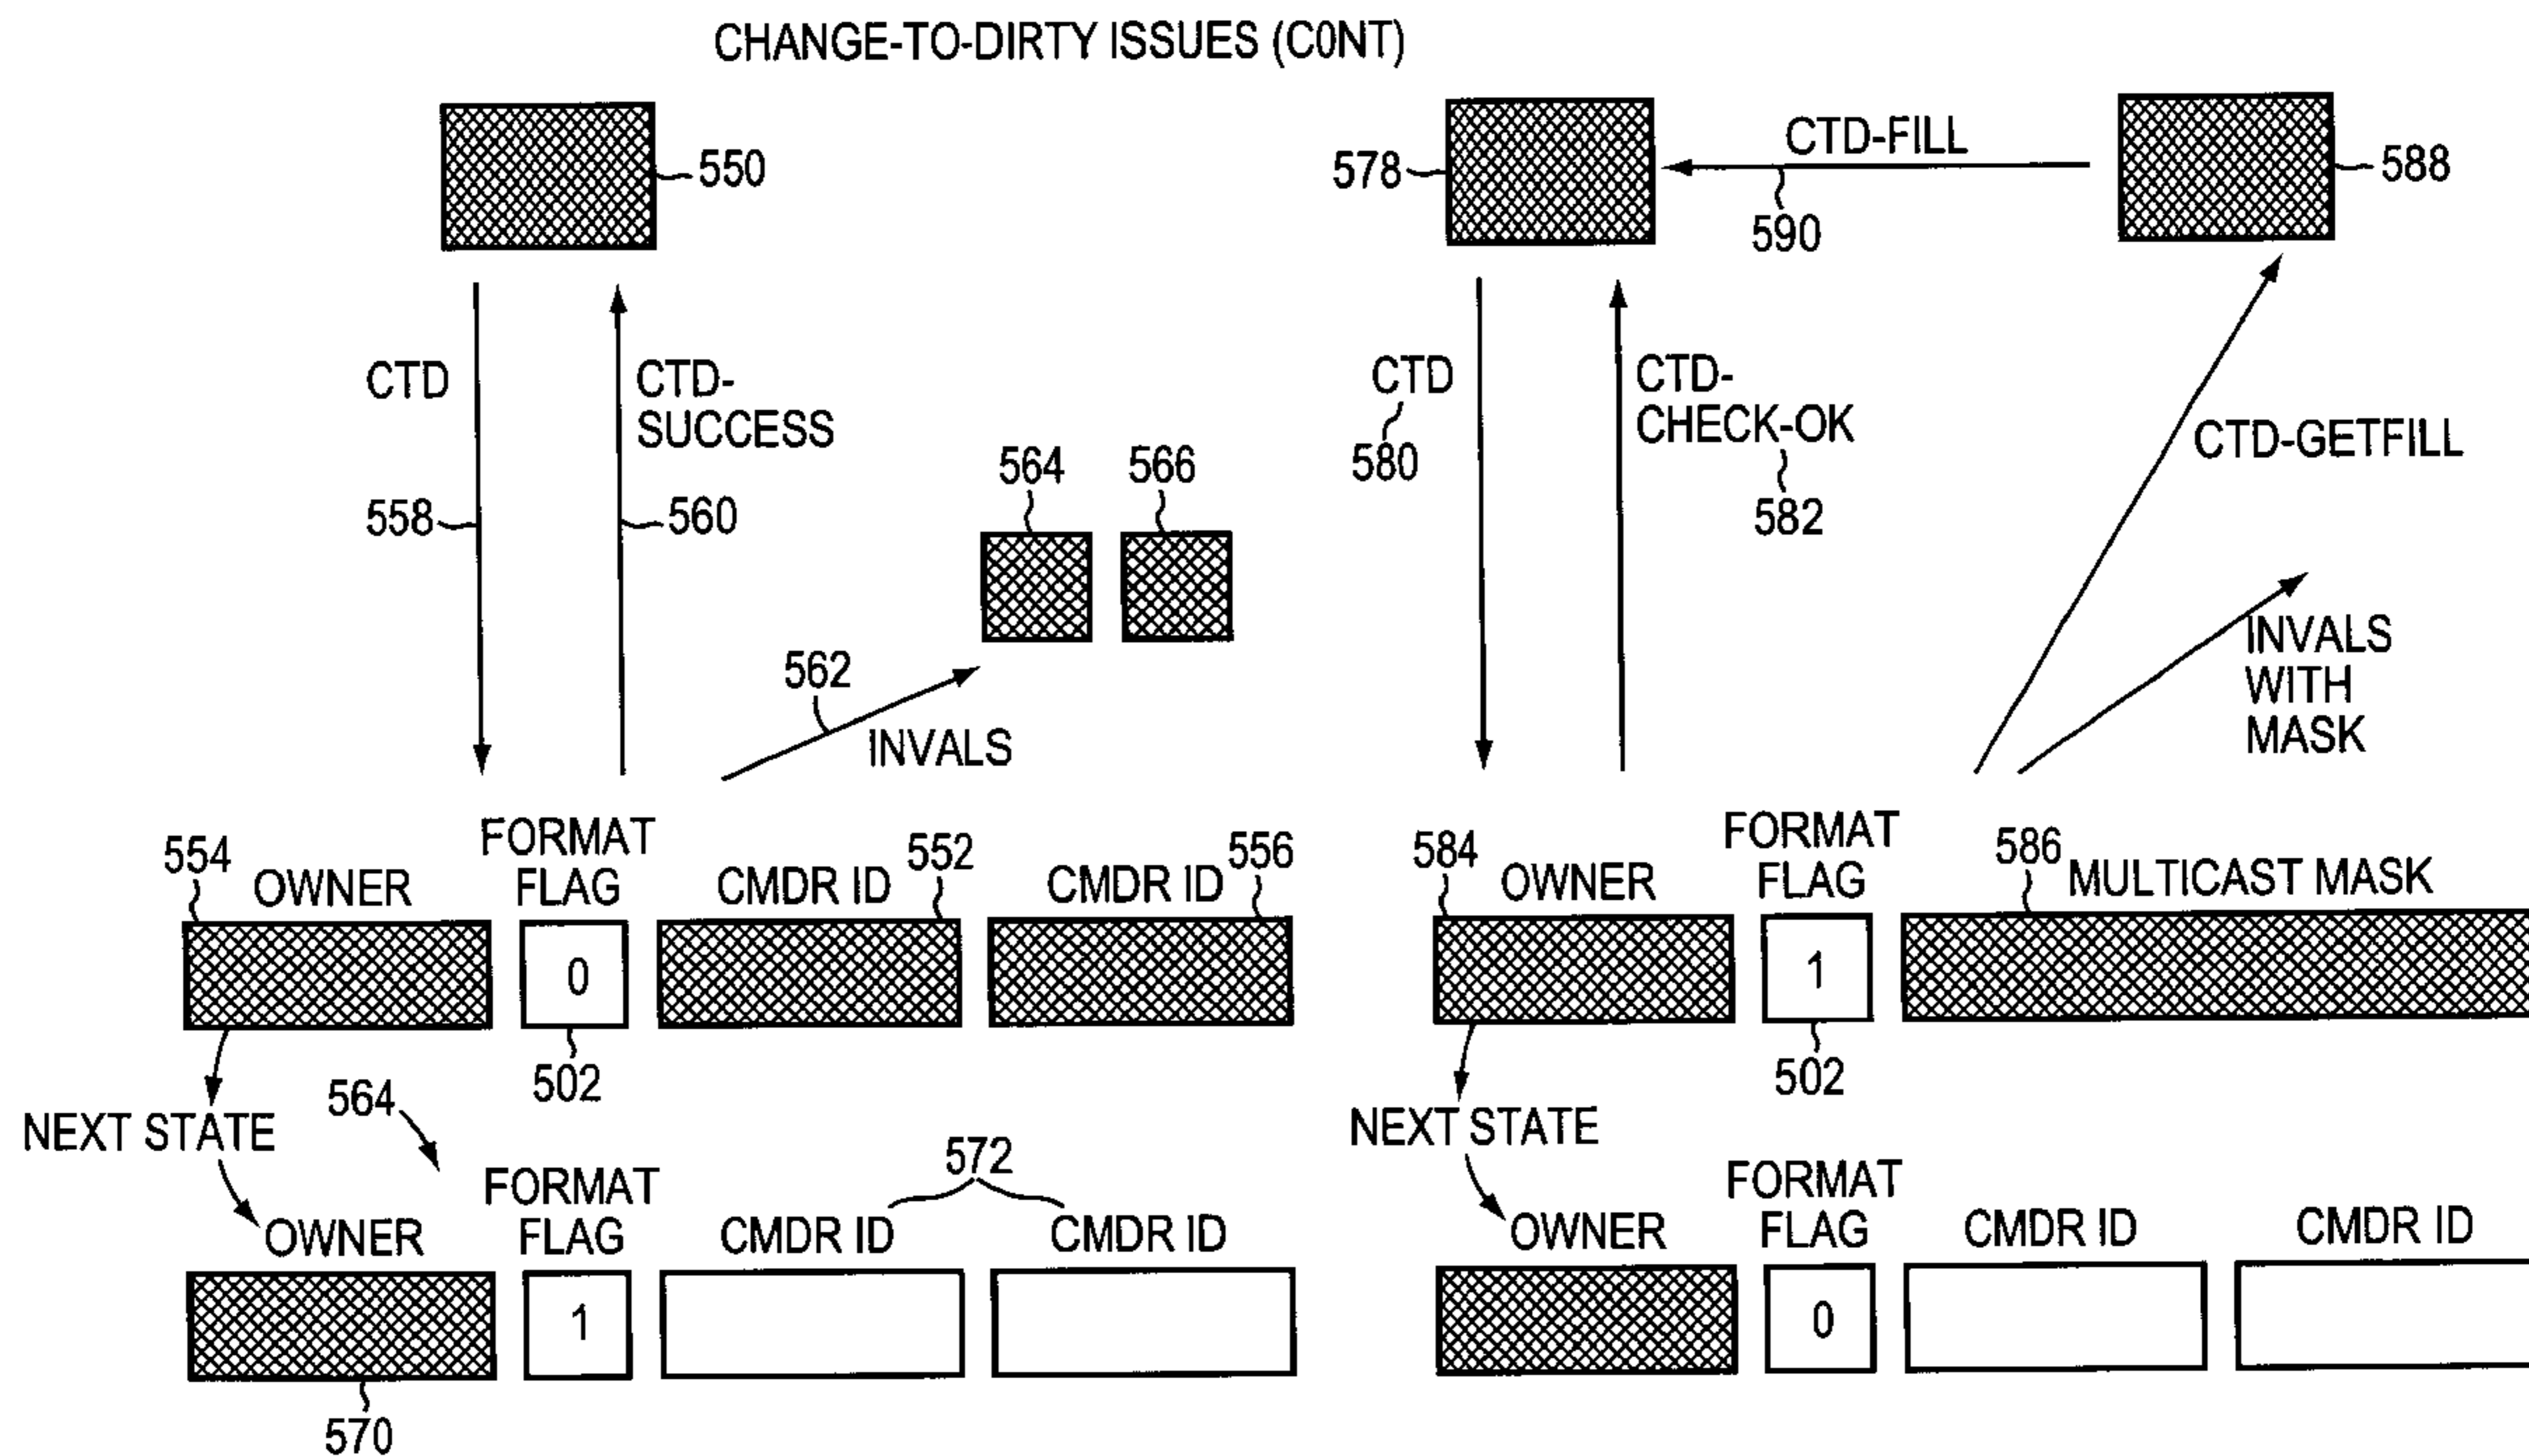 CHANGE-TO-DIRTY ISSUES (CONT)
550
CTD
CTD-
SUCCESS
558
560
564
566
562
INVALS
554
OWNER
FORMAT
FLAG
CMDR ID
552
CMDR ID
556
0
502
NEXT STATE
564
OWNER
FORMAT
FLAG
572
CMDR ID
CMDR ID
1
570
578
CTD-FILL
590
588
CTD
580
CTD-
CHECK-OK
582
CTD-GETFILL
INVALS
WITH
MASK
584
OWNER
FORMAT
FLAG
586
MULTICAST MASK
1
502
NEXT STATE
OWNER
FORMAT
FLAG
CMDR ID
CMDR ID
0